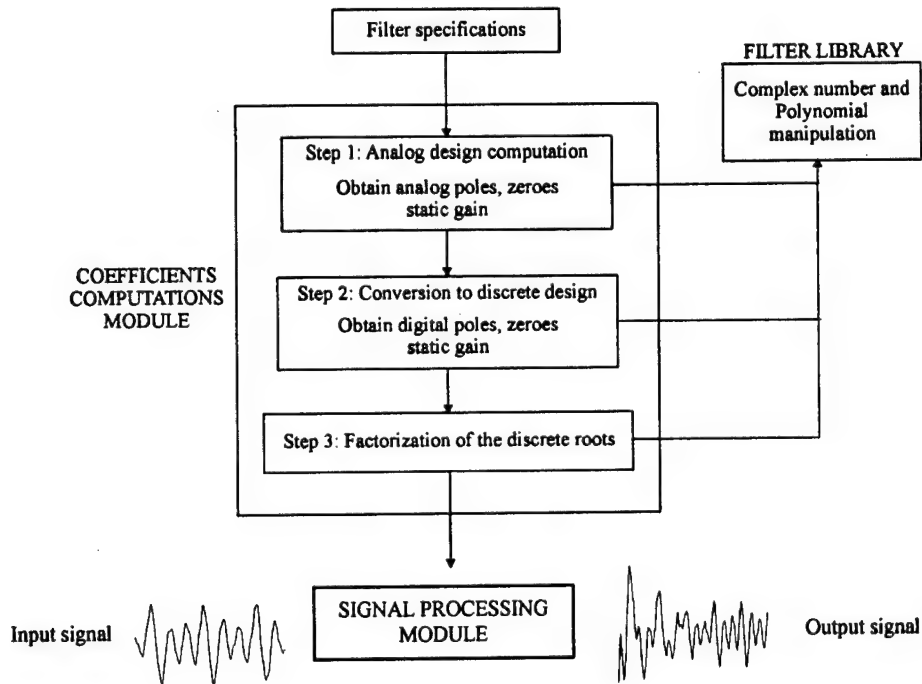 Filter specifications
FILTER LIBRARY
Complex number and
Polynomial
manipulation
Step 1: Analog design computation
Obtain analog poles, zeroes
static gain
COEFFICIENTS
COMPUTATIONS
MODULE
Step 2: Conversion to discrete design
Obtain digital poles, zeroes
static gain
Step 3: Factorization of the discrete roots
Input signal
SIGNAL PROCESSING
MODULE
Output signal